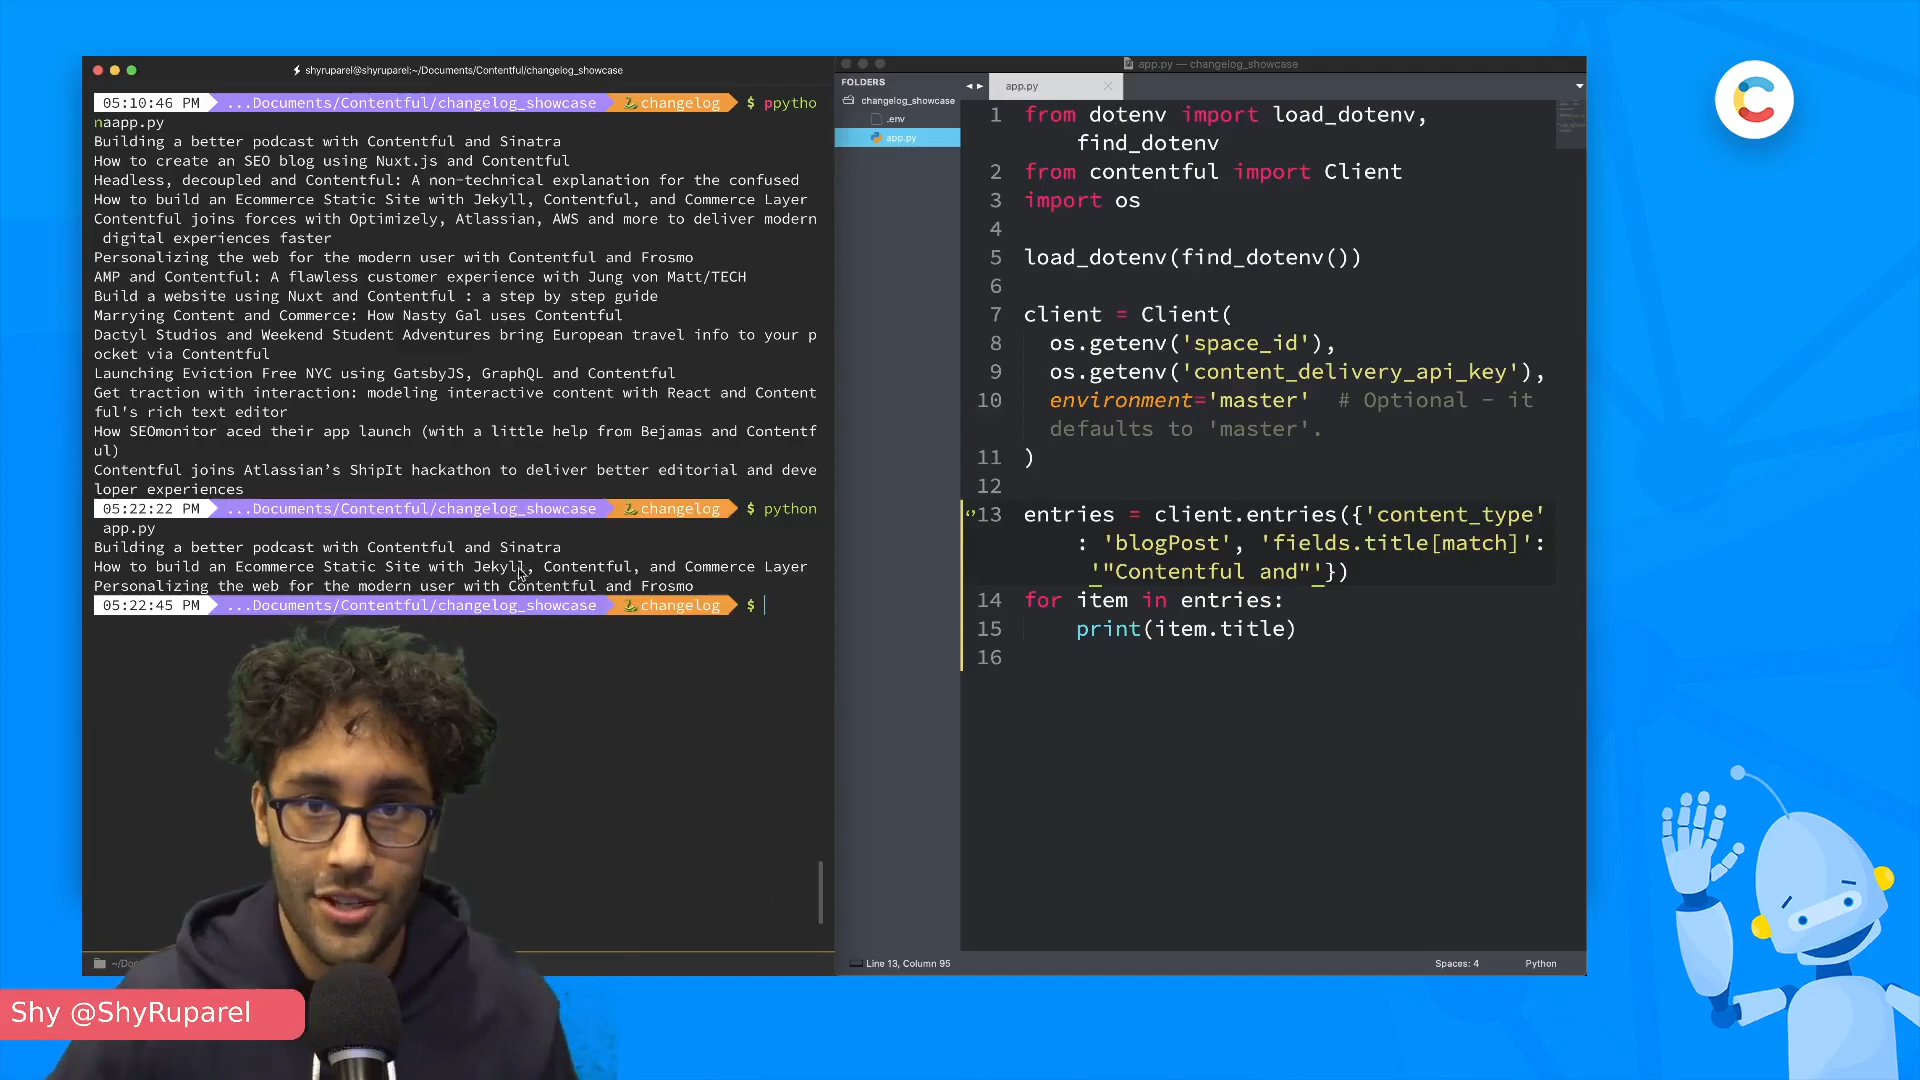 shyruparel@shyruparel:~/Documents/Contentful/changelog_showcase
05:10:46 PM ...Documents/Contentful/changelog_showcase changelog $ ppytho
naapp.py
Building a better podcast with Contentful and Sinatra
How to create an SEO blog using Nuxt.js and Contentful
Headless, decoupled and Contentful: A non-technical explanation for the confused
How to build an Ecommerce Static Site with Jekyll, Contentful, and Commerce Layer
Contentful joins forces with Optimizely, Atlassian, AWS and more to deliver modern
digital experiences faster
Personalizing the web for the modern user with Contentful and Frosmo
AMP and Contentful: A flawless customer experience with Jung von Matt/TECH
Build a website using Nuxt and Contentful : a step by step guide
Marrying Content and Commerce: How Nasty Gal uses Contentful
Dactyl Studios and Weekend Student Adventures bring European travel info to your p
ocket via Contentful
Launching Eviction Free NYC using GatsbyJS, GraphQL and Contentful
Get traction with interaction: modeling interactive content with React and Content
ful's rich text editor
How SEOmonitor aced their app launch (with a little help from Bejamas and Contentf
ul)
Contentful joins Atlassian’s ShipIt hackathon to deliver better editorial and deve
loper experiences
05:22:22 PM ...Documents/Contentful/changelog_showcase changelog $ python
app.py
Building a better podcast with Contentful and Sinatra
How to build an Ecommerce Static Site with Jekyll, Contentful, and Commerce Layer
Personalizing the web for the modern user with Contentful and Frosmo
05:22:45 PM ...Documents/Contentful/changelog_showcase changelog $
~/Doc
Shy @ShyRuparel
app.py — changelog_showcase
FOLDERS
changelog_showcase
.env
app.py
app.py
1 from dotenv import load_dotenv,
find_dotenv
2 from contentful import Client
3 import os
4
5 load_dotenv(find_dotenv())
6
7 client = Client(
8 os.getenv('space_id'),
9 os.getenv('content_delivery_api_key'),
10 environment='master' # Optional - it
defaults to 'master'.
11 )
12
13 entries = client.entries({'content_type'
: 'blogPost', 'fields.title[match]':
'"Contentful and"'})
14 for item in entries:
15 print(item.title)
16
Line 13, Column 95
Spaces: 4
Python